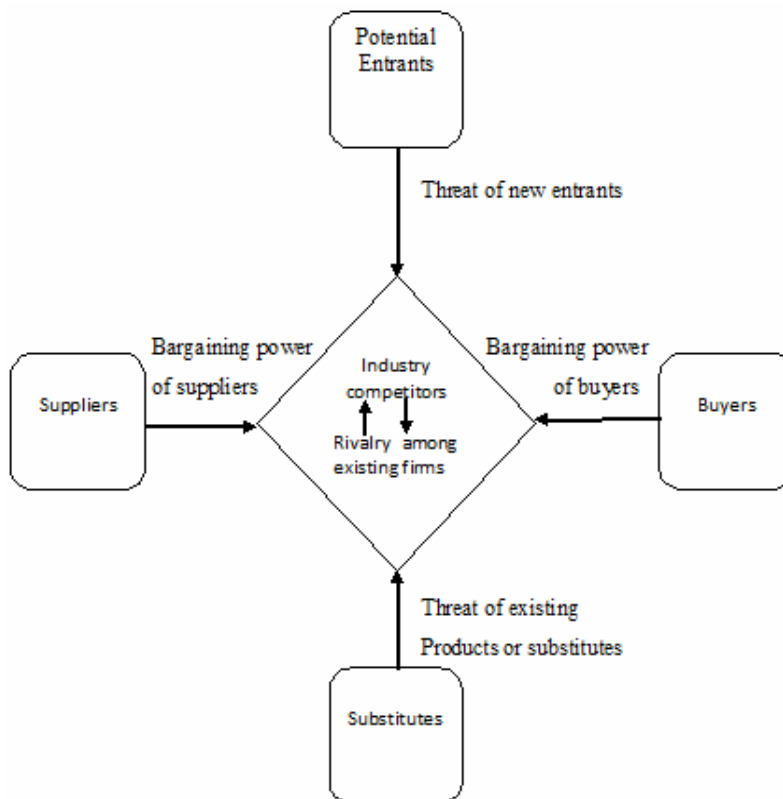 Potential
Entrants
Threat of new entrants
Bargaining power
of suppliers
Suppliers
Industry
competitors
Rivalry among
existing firms
Bargaining power
of buyers
Buyers
Threat of existing
Products or substitutes
Substitutes